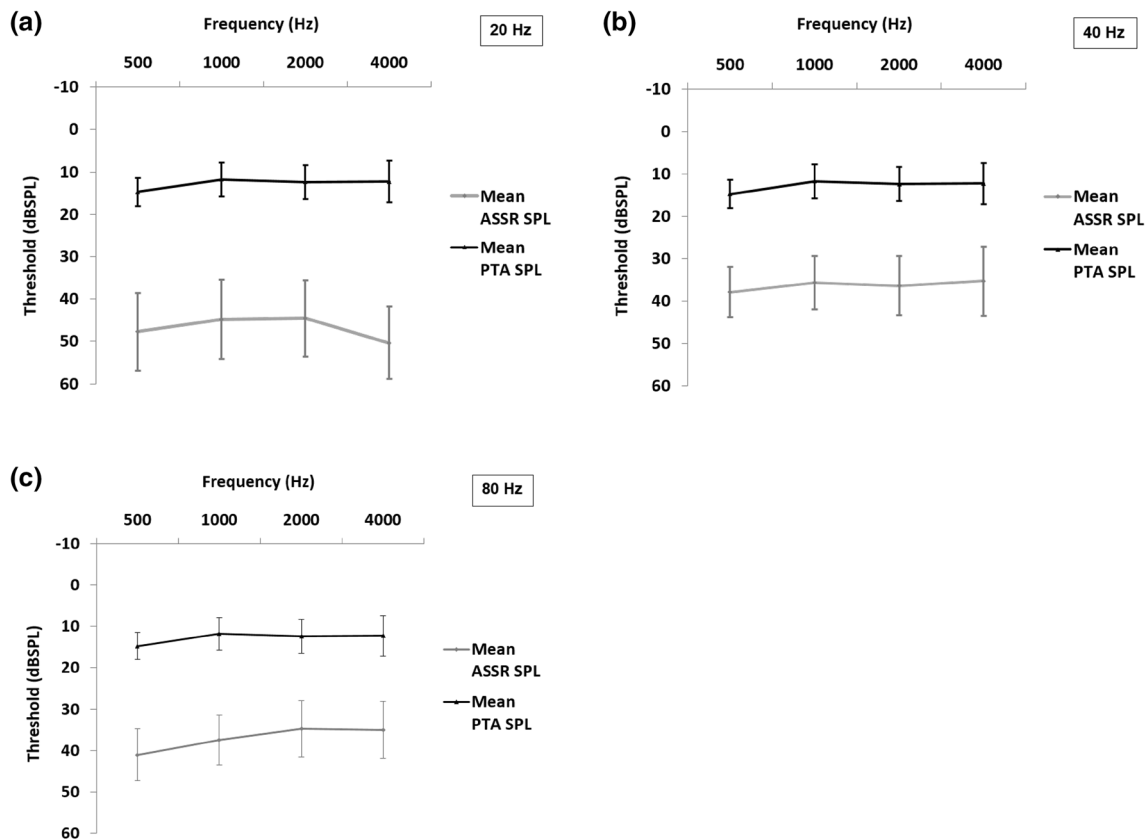 (a)
Frequency (Hz)
20 Hz
500 1000 2000 4000
-10
0
10
20
30
40
50
60
Threshold (dBSPL)
Mean
ASSR SPL
Mean
PTA SPL
(b)
Frequency (Hz)
40 Hz
500 1000 2000 4000
-10
0
10
20
30
40
50
60
Threshold (dBSPL)
Mean
ASSR SPL
Mean
PTA SPL
(c)
Frequency (Hz)
80 Hz
500 1000 2000 4000
-10
0
10
20
30
40
50
60
Threshold (dBSPL)
Mean
ASSR SPL
Mean
PTA SPL